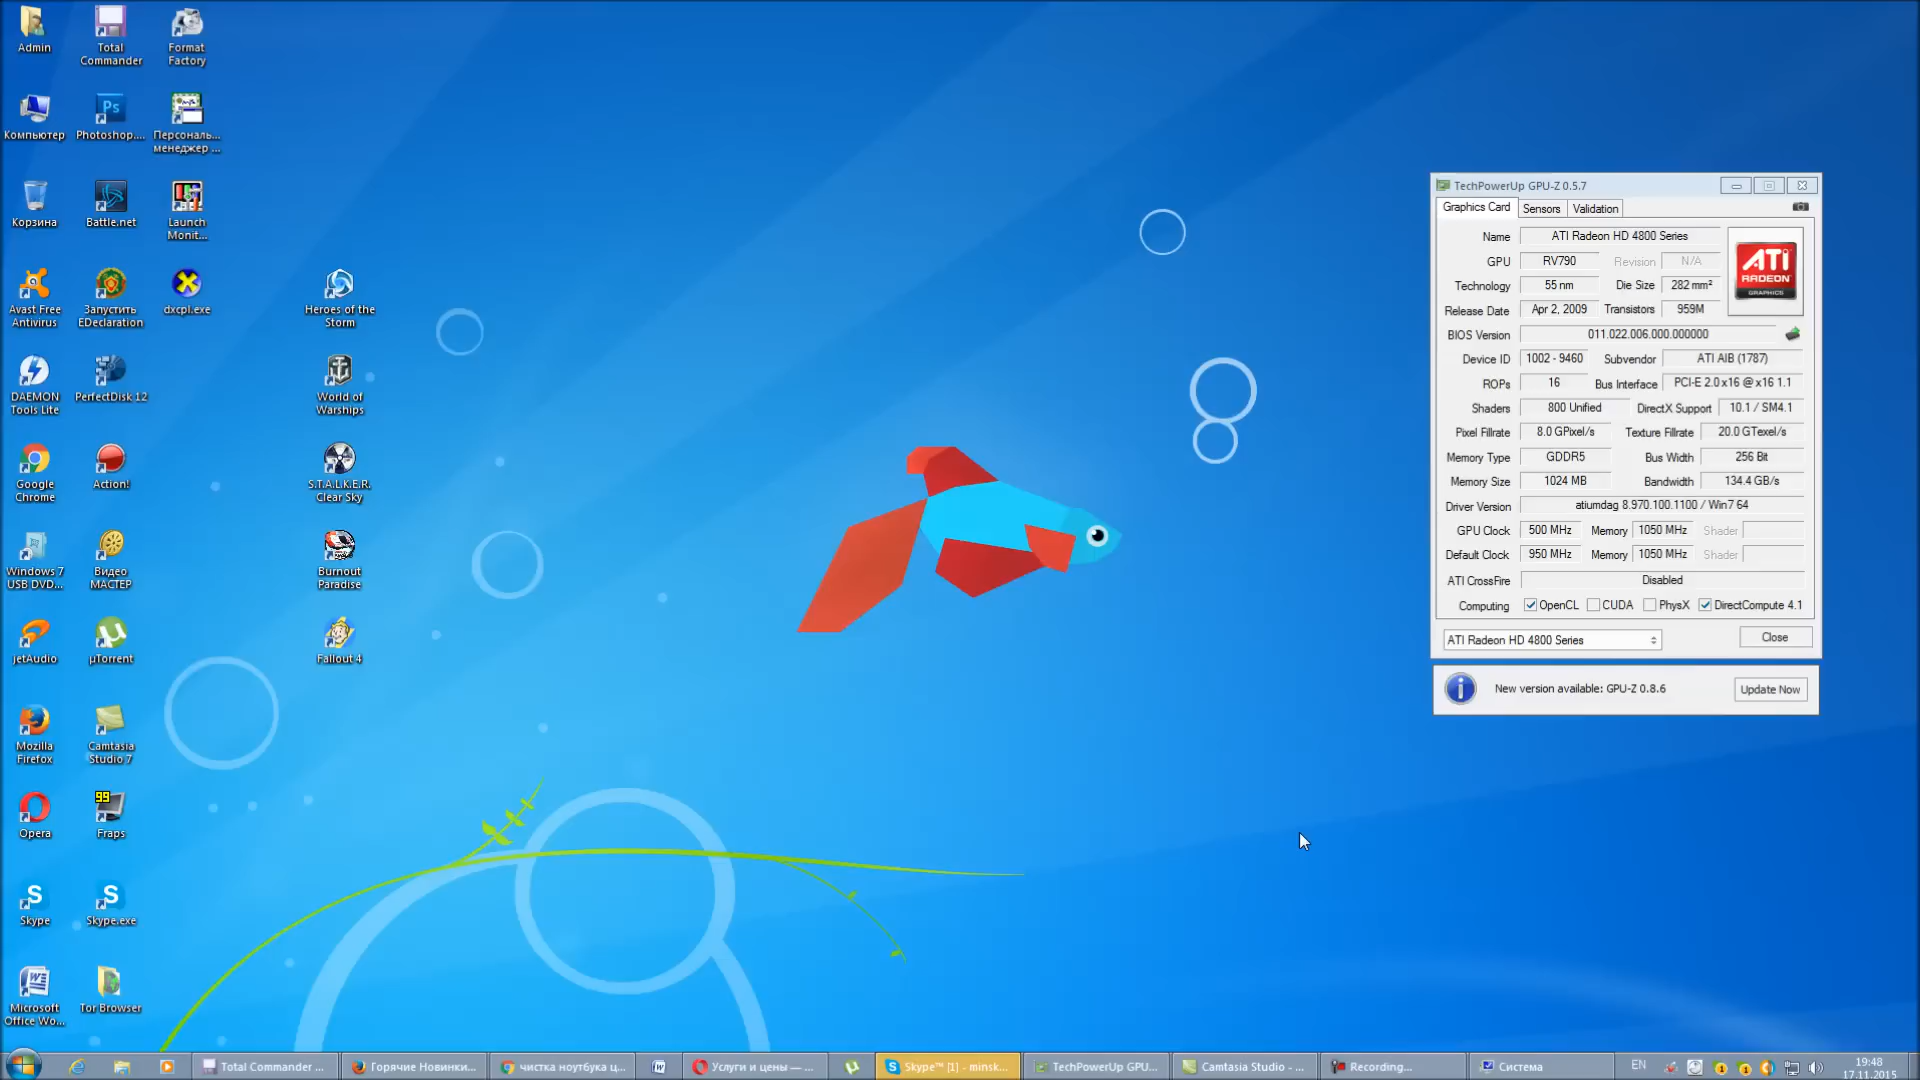 Admin
Total
Commander
Format
Factory
Компьютер
Photoshop....
Персональ...
менеджер ...
Корзина
Battle.net
Launch
Monit...
Avast Free
Antivirus
Запустить
EDeclaration
dxcpl.exe
Heroes of the
Storm
DAEMON
Tools Lite
PerfectDisk 12
World of
Warships
Google
Chrome
Action!
S.T.A.L.K.E.R.
Clear Sky
Windows 7
USB DVD...
Видео
МАСТЕР
Burnout
Paradise
jetAudio
µTorrent
Fallout 4
Mozilla
Firefox
Camtasia
Studio 7
Opera
99
Fraps
Skype
Skype.exe
Microsoft
Office Wo...
Tor Browser
TechPowerUp GPU-Z 0.5.7
Graphics Card Sensors Validation
Name ATI Radeon HD 4800 Series
GPU RV790 Revision N/A
Technology 55 nm Die Size 282 mm²
Release Date Apr 2, 2009 Transistors 959M
ATI
RADEON
GRAPHICS
BIOS Version 011.022.006.000.000000
Device ID 1002 - 9460 Subvendor ATI AIB (1787)
ROPs 16 Bus Interface PCI-E 2.0 x16 @ x16 1.1
Shaders 800 Unified DirectX Support 10.1 / SM4.1
Pixel Fillrate 8.0 GPixel/s Texture Fillrate 20.0 GTexel/s
Memory Type GDDR5 Bus Width 256 Bit
Memory Size 1024 MB Bandwidth 134.4 GB/s
Driver Version atiumdag 8.970.100.1100 / Win7 64
GPU Clock 500 MHz Memory 1050 MHz Shader
Default Clock 950 MHz Memory 1050 MHz Shader
ATI CrossFire Disabled
Computing OpenCL CUDA PhysX DirectCompute 4.1
ATI Radeon HD 4800 Series Close
New version available: GPU-Z 0.8.6 Update Now
Total Commander ...
Горячие Новинки...
чистка ноутбука ц...
Услуги и цены — ...
Skype™ [1] - minsk...
TechPowerUp GPU...
Camtasia Studio - ...
Recording...
Система
EN
19:48
17.11.2015